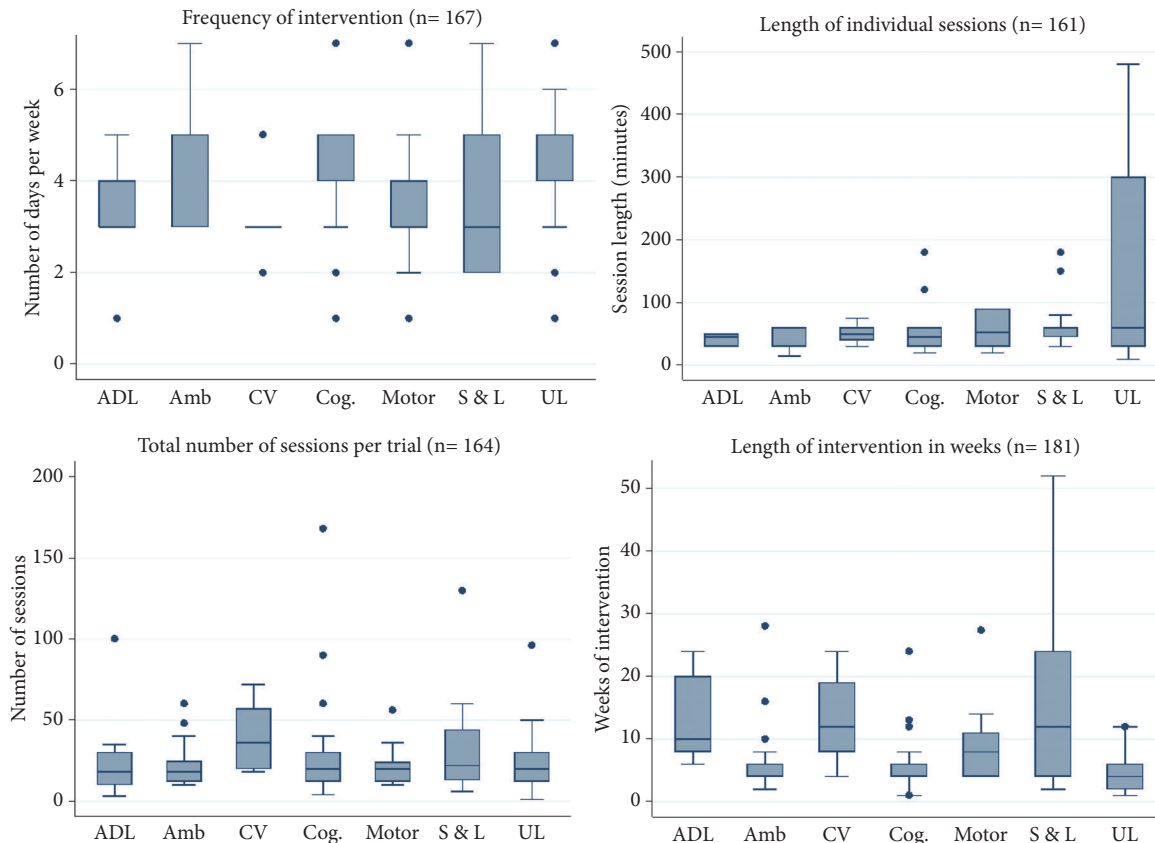 Frequency of intervention (n= 167)
Number of days per week
6
4
2
0
ADL Amb CV Cog. Motor S & L UL
Length of individual sessions (n= 161)
Session length (minutes)
500
400
300
200
100
0
ADL Amb CV Cog. Motor S & L UL
Total number of sessions per trial (n= 164)
Number of sessions
200
150
100
50
0
ADL Amb CV Cog. Motor S & L UL
Length of intervention in weeks (n= 181)
Weeks of intervention
50
40
30
20
10
0
ADL Amb CV Cog. Motor S & L UL